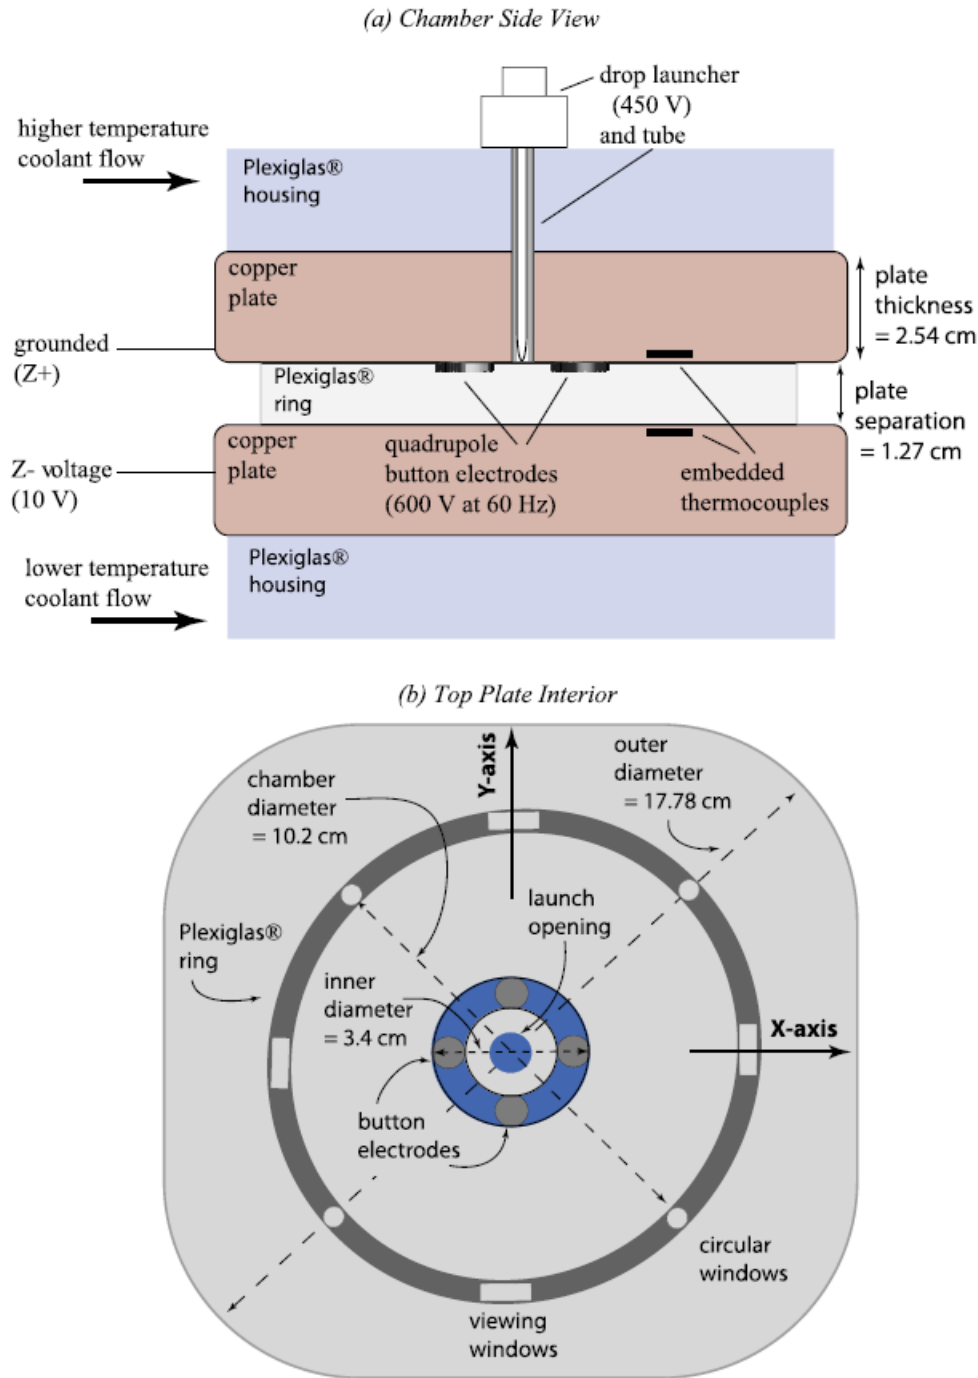 (a) Chamber Side View
drop launcher
(450 V)
and tube
higher temperature
coolant flow
Plexiglas®
housing
copper
plate
plate
thickness
= 2.54 cm
grounded
(Z+)
Plexiglas®
ring
plate
separation
= 1.27 cm
copper
plate
quadrupole
button electrodes
(600 V at 60 Hz)
embedded
thermocouples
Z- voltage
(10 V)
lower temperature
coolant flow
Plexiglas®
housing
(b) Top Plate Interior
Y-axis
outer
diameter
= 17.78 cm
chamber
diameter
= 10.2 cm
launch
opening
Plexiglas®
ring
inner
diameter
= 3.4 cm
X-axis
button
electrodes
circular
windows
viewing
windows